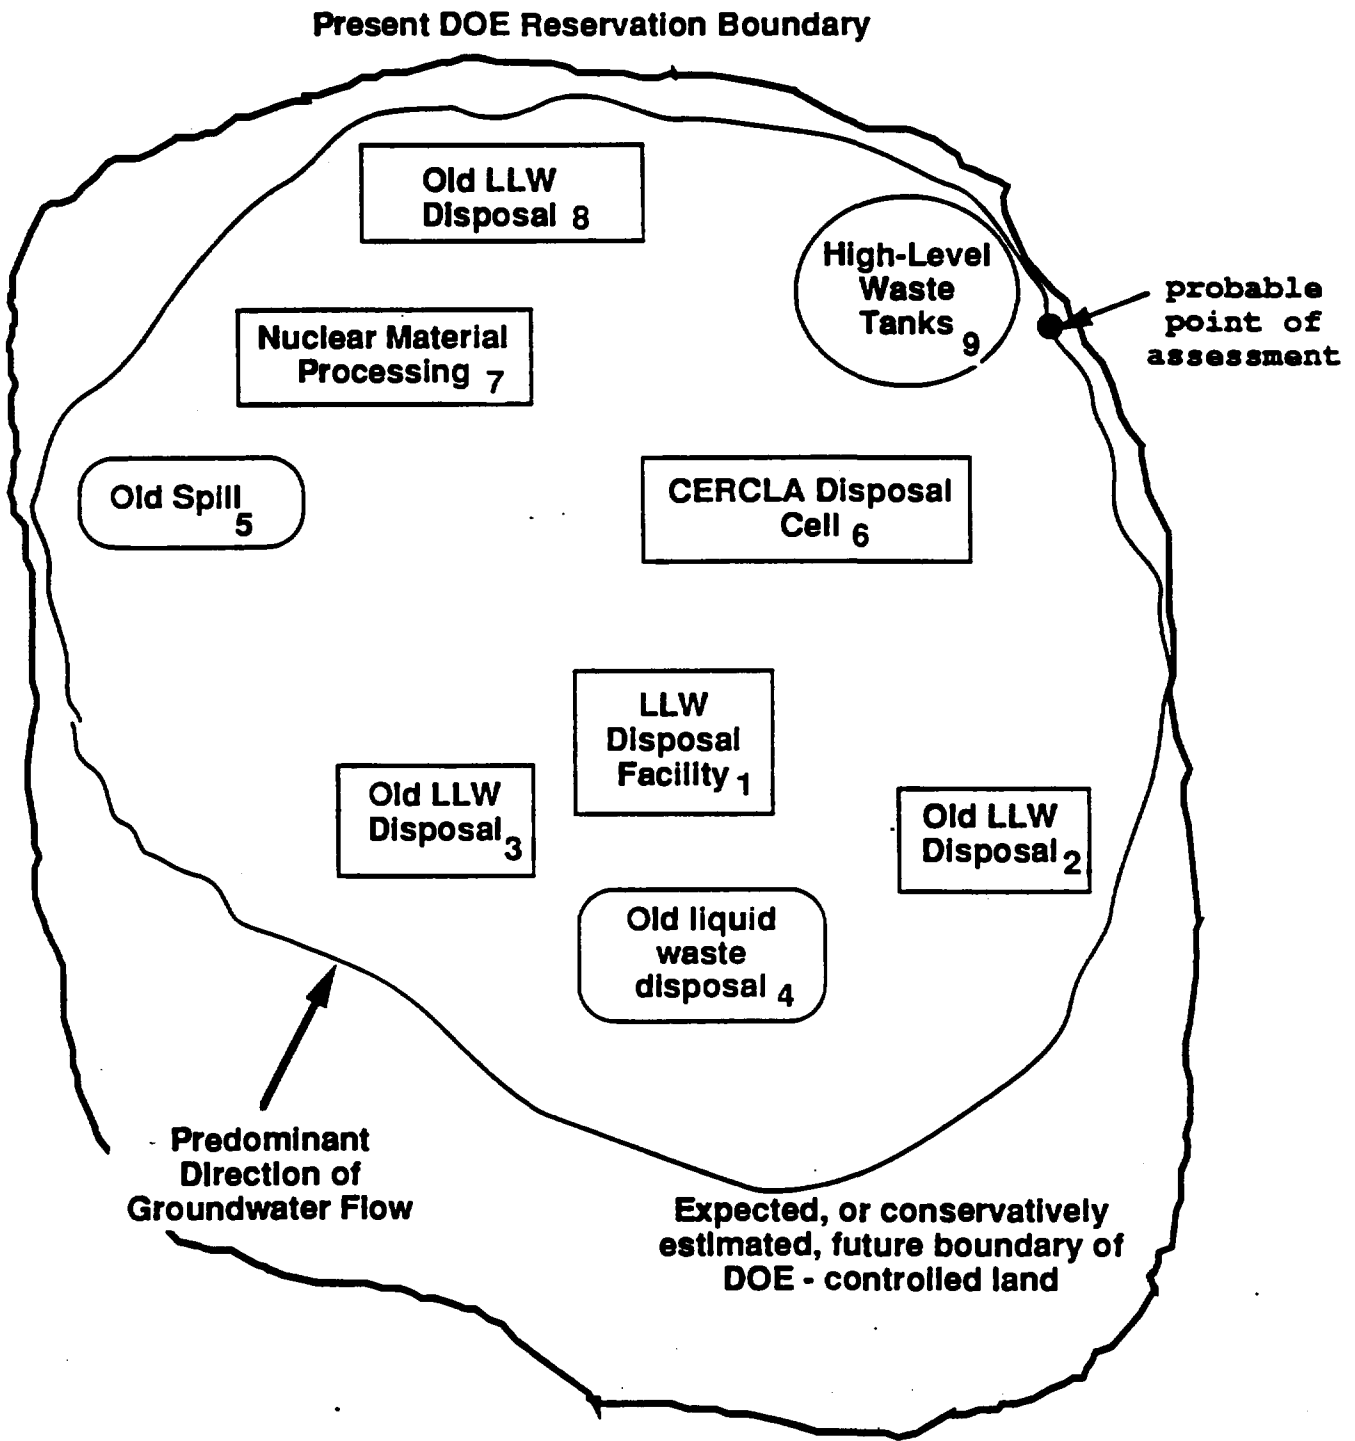 Present DOE Reservation Boundary
Old LLW
Disposal 8
High-Level
Waste
Tanks 9
probable
point of
assessment
Nuclear Material
Processing 7
Old Spill 5
CERCLA Disposal
Cell 6
LLW
Disposal
Facility 1
Old LLW
Disposal 3
Old LLW
Disposal 2
Old liquid
waste
disposal 4
Predominant
Direction of
Groundwater Flow
Expected, or conservatively
estimated, future boundary of
DOE - controlled land